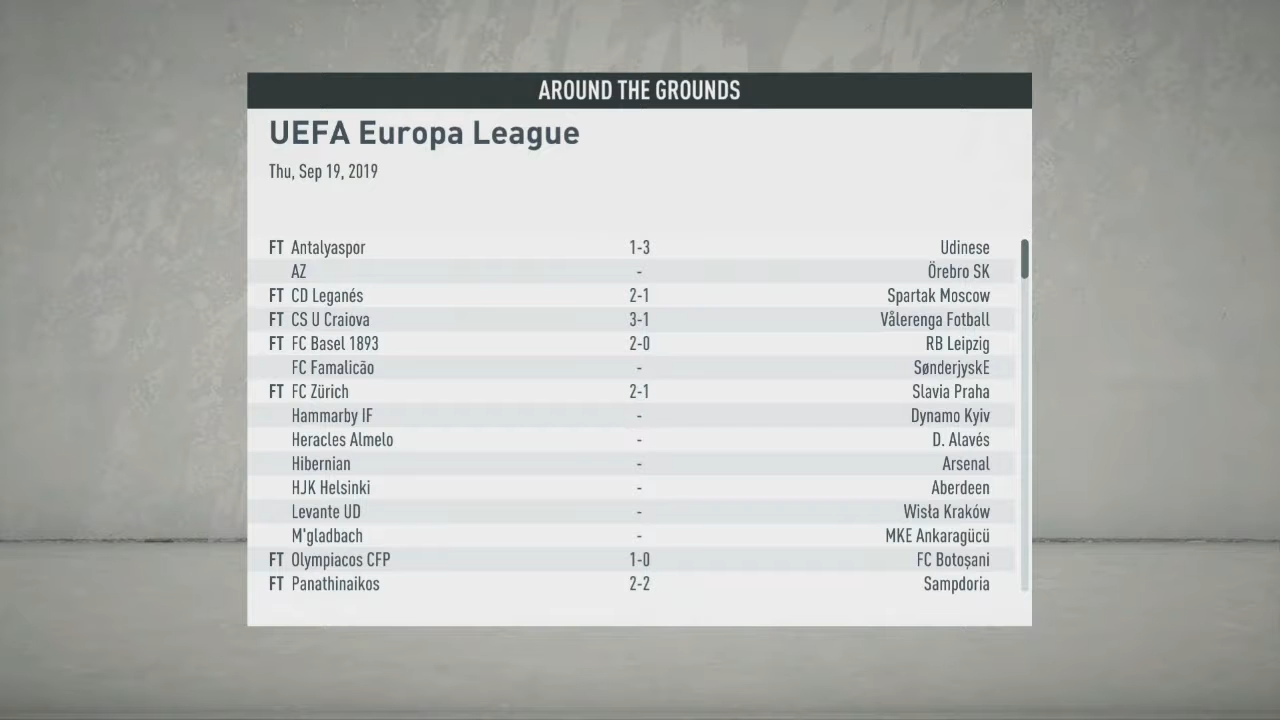 AROUND THE GROUNDS
UEFA Europa League
Thu, Sep 19, 2019
FT Antalyaspor 1-3 Udinese
AZ - Örebro SK
FT CD Leganés 2-1 Spartak Moscow
FT CS U Craiova 3-1 Vålerenga Fotball
FT FC Basel 1893 2-0 RB Leipzig
FC Famalicão - SønderjyskE
FT FC Zürich 2-1 Slavia Praha
Hammarby IF - Dynamo Kyiv
Heracles Almelo - D. Alavés
Hibernian - Arsenal
HJK Helsinki - Aberdeen
Levante UD - Wisła Kraków
M'gladbach - MKE Ankaragücü
FT Olympiacos CFP 1-0 FC Botoșani
FT Panathinaikos 2-2 Sampdoria